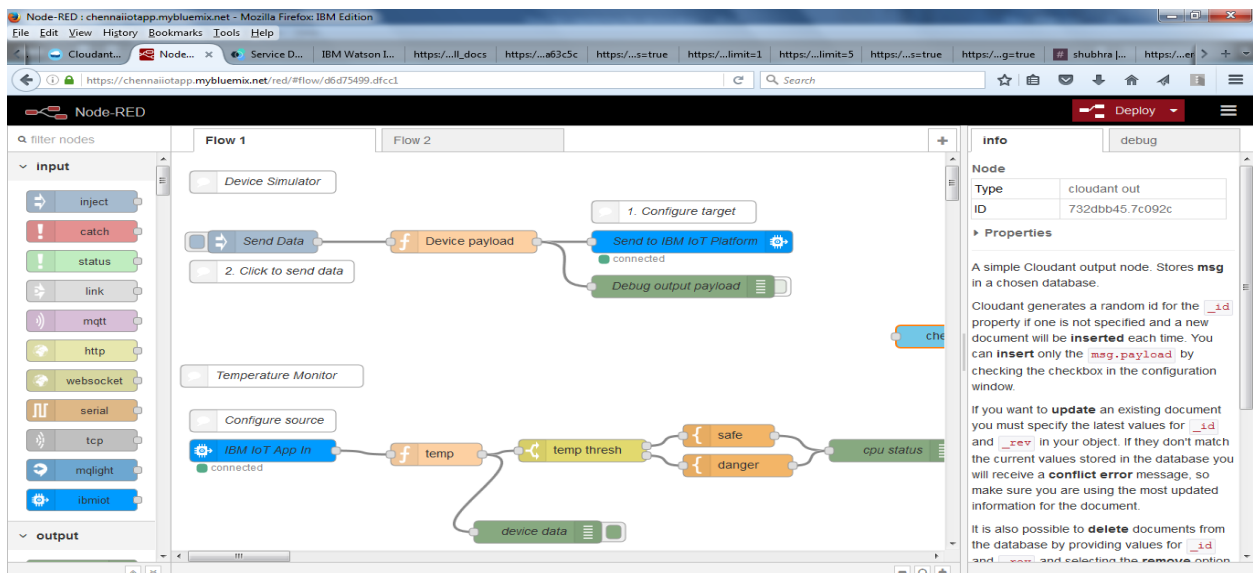 Node-RED : chennaiiotapp.mybluemix.net - Mozilla Firefox: IBM Edition
File Edit View History Bookmarks Tools Help
Cloudant... Node... × Service D... IBM Watson I... https:/...ll_docs https:/...a63c5c https:/...s=true https:/...limit=1 https:/...limit=5 https:/...s=true https:/...g=true shubhra |... https:/...er
https://chennaiiotapp.mybluemix.net/red/#flow/d6d75499.dfcc1 Search
Node-RED Deploy
filter nodes
input
inject
catch
status
link
mqtt
http
websocket
serial
tcp
mqlight
ibmiot
output
Flow 1 Flow 2 +
Device Simulator
1. Configure target
Send Data Device payload Send to IBM IoT Platform
connected
2. Click to send data
Debug output payload
che
Temperature Monitor
Configure source
IBM IoT App In temp temp thresh safe cpu status
connected
danger
device data
info debug
Node
Type cloudant out
ID 732dbb45.7c092c
Properties
A simple Cloudant output node. Stores msg
in a chosen database.
Cloudant generates a random id for the _id
property if one is not specified and a new
document will be inserted each time. You
can insert only the msg.payload by
checking the checkbox in the configuration
window.
If you want to update an existing document
you must specify the latest values for _id
and _rev in your object. If they don't match
the current values stored in the database you
will receive a conflict error message, so
make sure you are using the most updated
information for the document.
It is also possible to delete documents from
the database by providing values for _id
and _rev and selecting the remove option